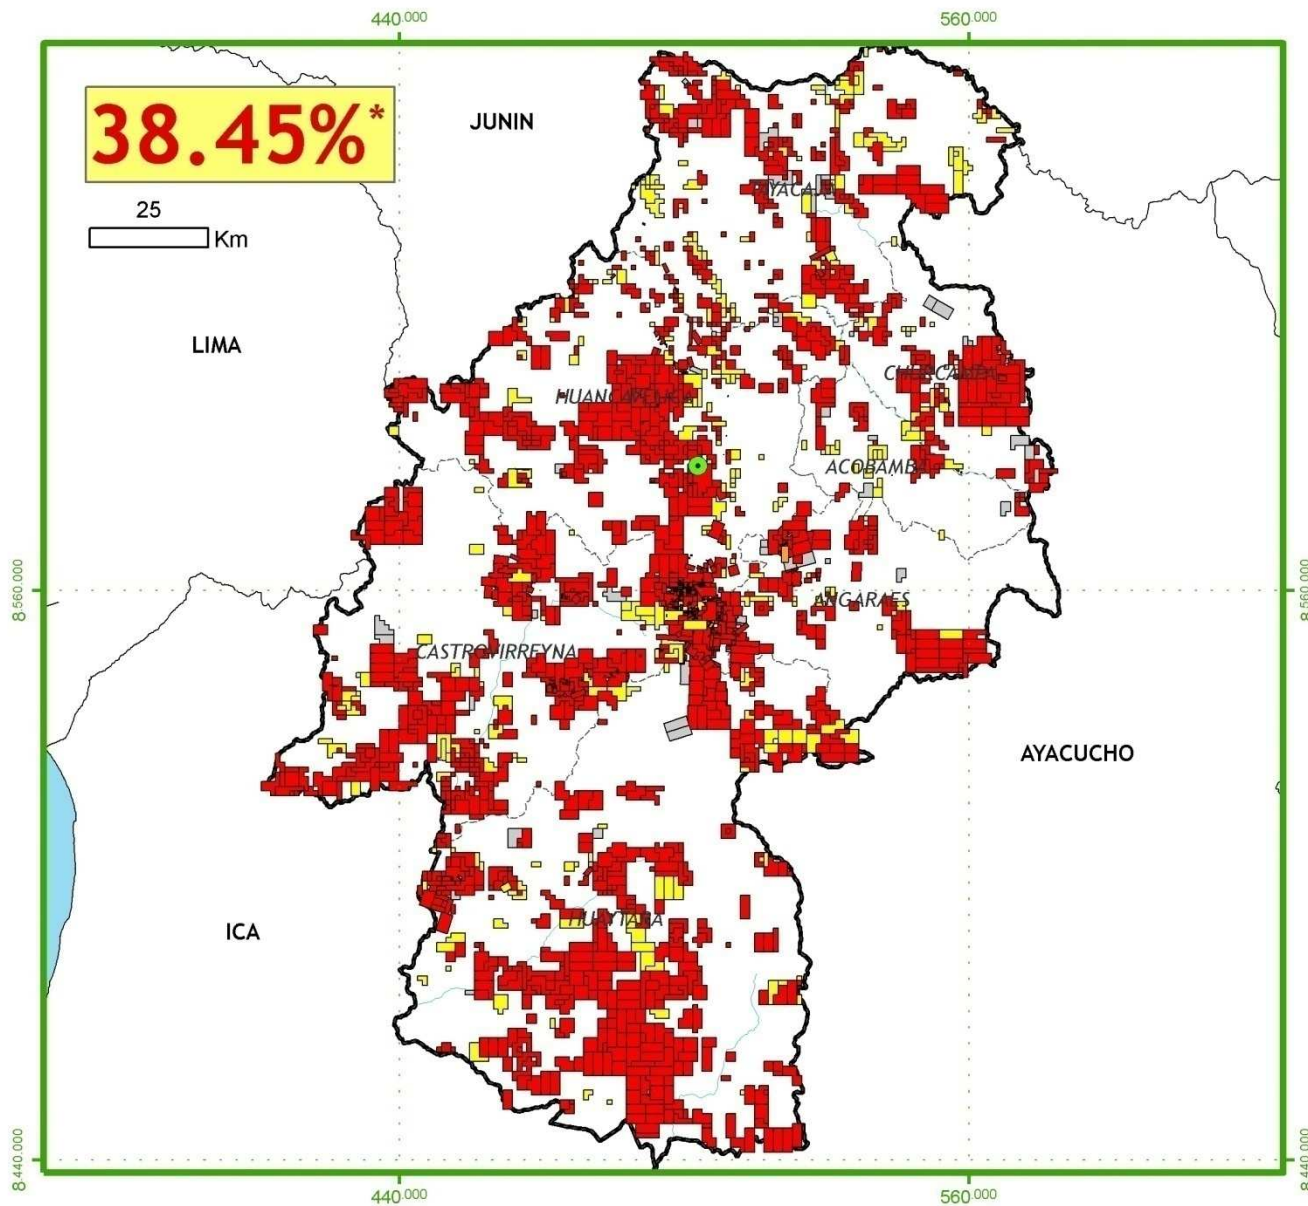 440.000
560.000
38.45%*
JUNIN
25
Km
LIMA
HUANCAVELICA
ACOBAMBA
8.560.000
8.560.000
ANGARAES
CASTROVIRREYNA
AYACUCHO
ICA
HUAYTARA
8.440.000
8.440.000
440.000
560.000